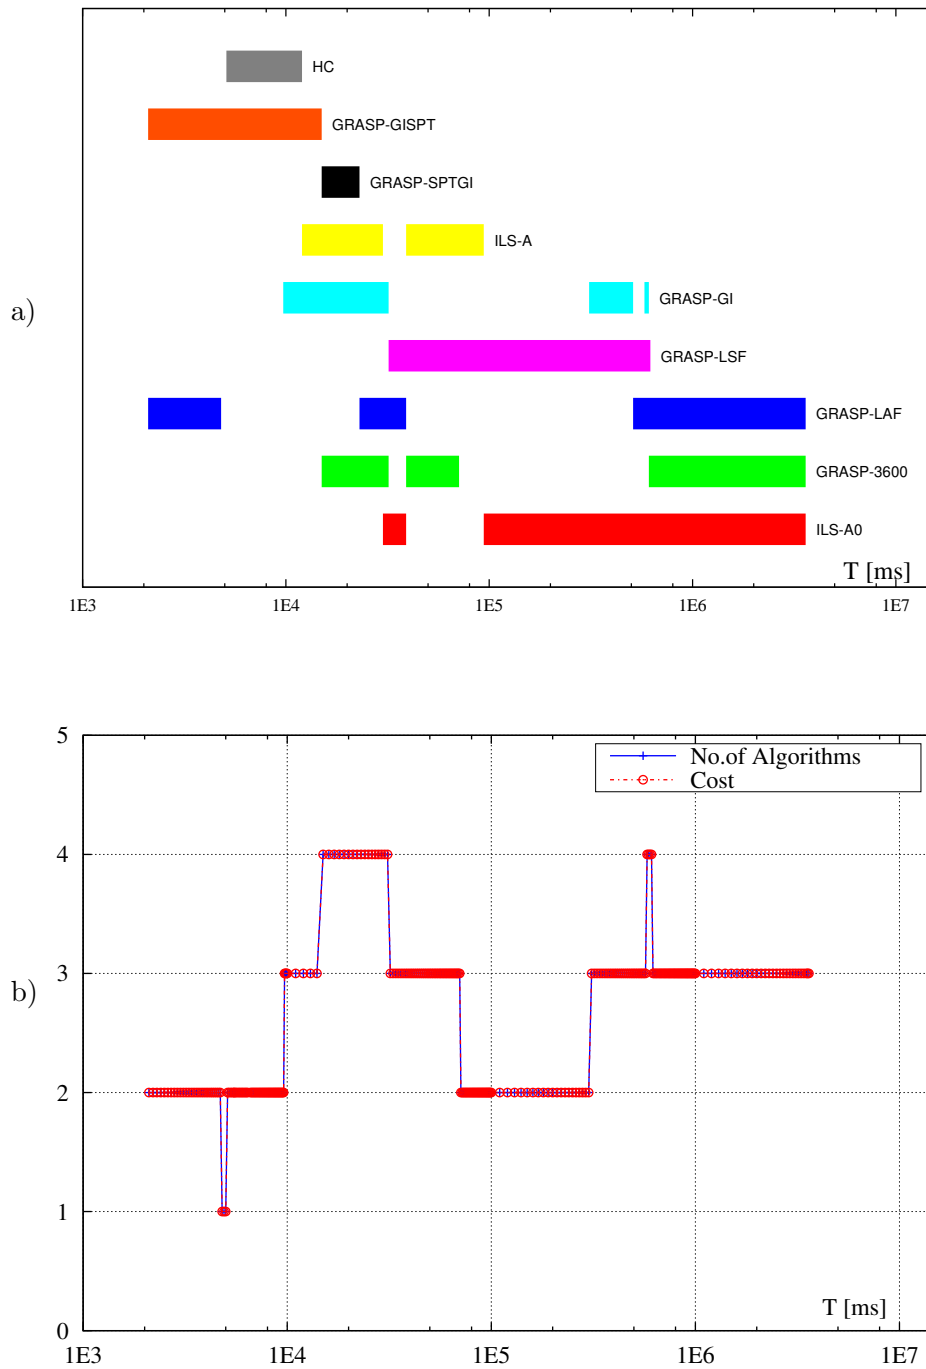 HC
GRASP-GISPT
GRASP-SPTGI
ILS-A
a)
GRASP-GI
GRASP-LSF
GRASP-LAF
GRASP-3600
ILS-A0
T [ms]
1E3 1E4 1E5 1E6 1E7
5
No.of Algorithms
Cost
4
3
b)
2
1
T [ms]
0
1E3 1E4 1E5 1E6 1E7